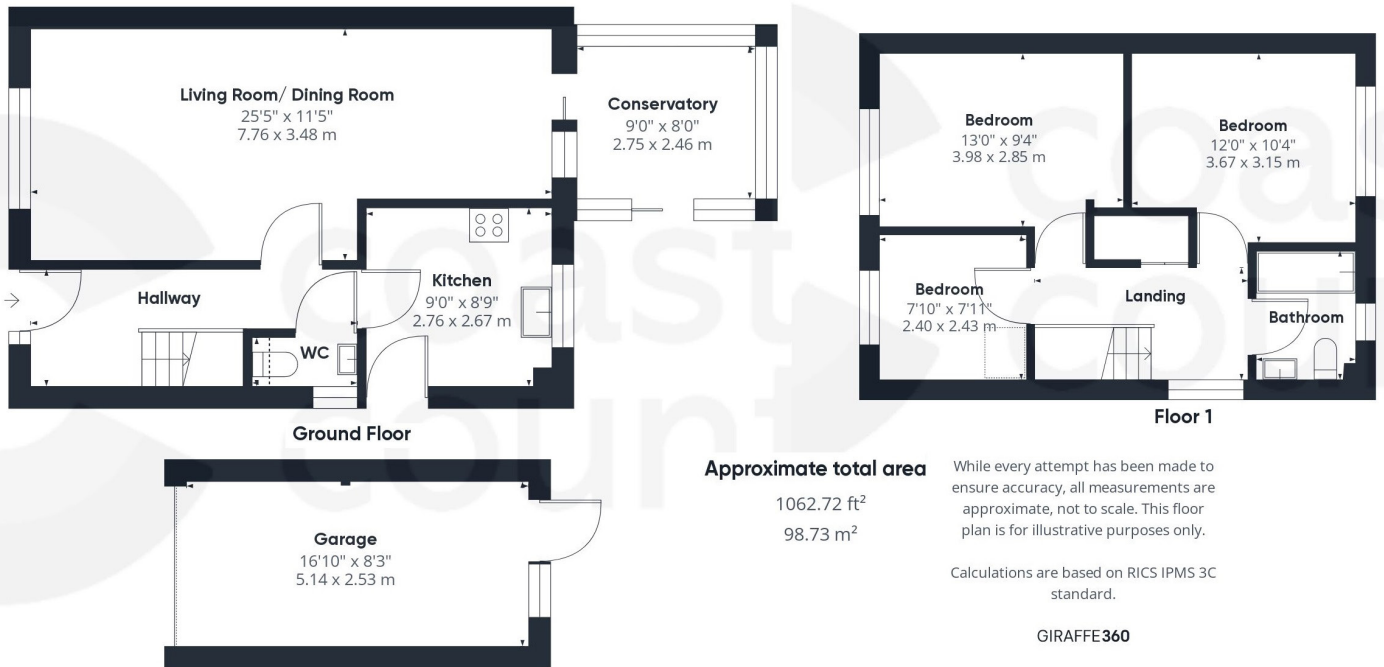 Living Room/ Dining Room
25'5" x 11'5"
7.76 x 3.48 m
Conservatory
9'0" x 8'0"
2.75 x 2.46 m
Kitchen
9'0" x 8'9"
2.76 x 2.67 m
Hallway
WC
Ground Floor
Bedroom
13'0" x 9'4"
3.98 x 2.85 m
Bedroom
12'0" x 10'4"
3.67 x 3.15 m
Bedroom
7'10" x 7'11"
2.40 x 2.43 m
Landing
Bathroom
Floor 1
Garage
16'10" x 8'3"
5.14 x 2.53 m
Approximate total area
1062.72 ft²
98.73 m²
While every attempt has been made to
ensure accuracy, all measurements are
approximate, not to scale. This floor
plan is for illustrative purposes only.
Calculations are based on RICS IPMS 3C
standard.
GIRAFFE360
coast
count
coas
coun